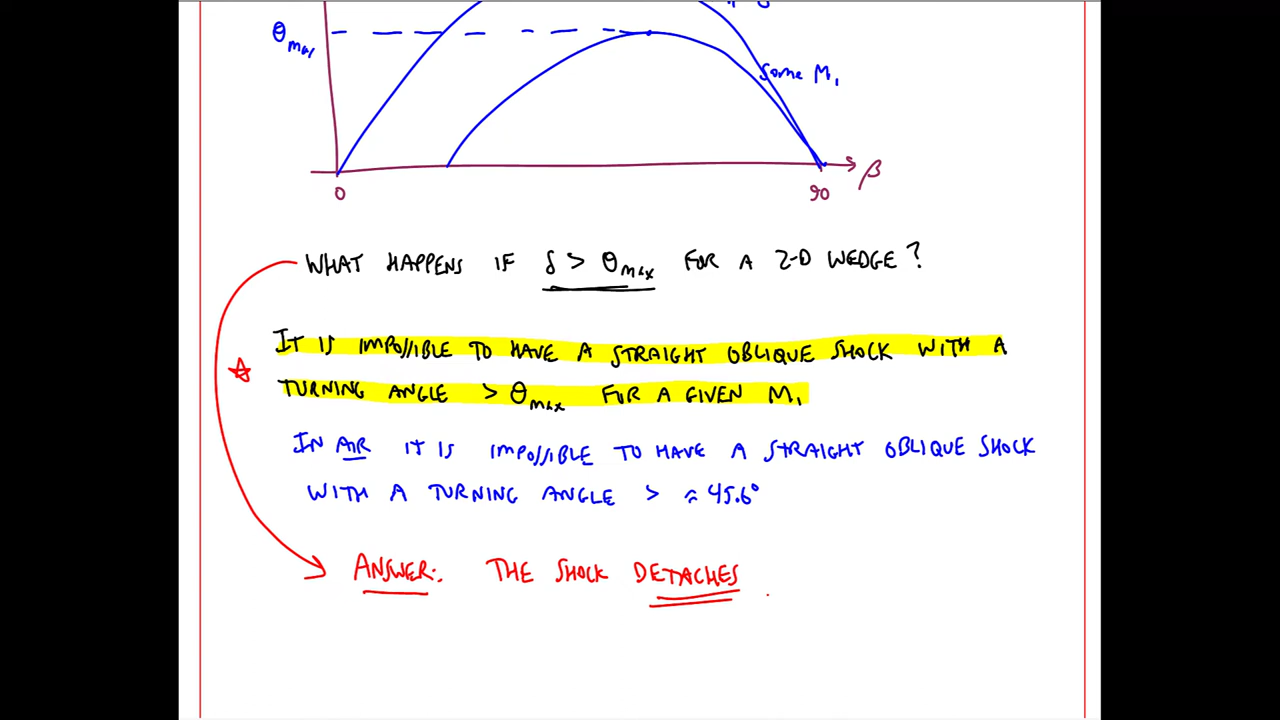 θmax
Some M₁
β
0
90
WHAT HAPPENS IF δ > θmax FOR A 2-D WEDGE?
IT IS IMPOSSIBLE TO HAVE A STRAIGHT OBLIQUE SHOCK WITH A
TURNING ANGLE > θmax FOR A GIVEN M₁
IN AIR IT IS IMPOSSIBLE TO HAVE A STRAIGHT OBLIQUE SHOCK
WITH A TURNING ANGLE > ≈45.6°
ANSWER: THE SHOCK DETACHES